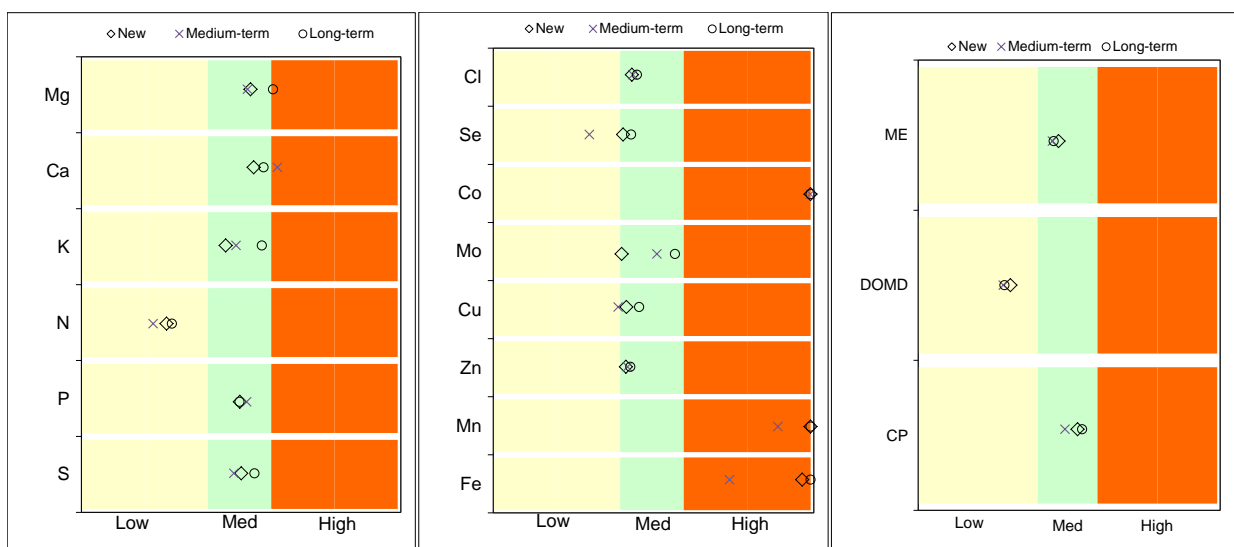 New Medium-term Long-term
Mg
Ca
K
N
P
S
Low Med High
New Medium-term Long-term
Cl
Se
Co
Mo
Cu
Zn
Mn
Fe
Low Med High
New Medium-term Long-term
ME
DOMD
CP
Low Med High